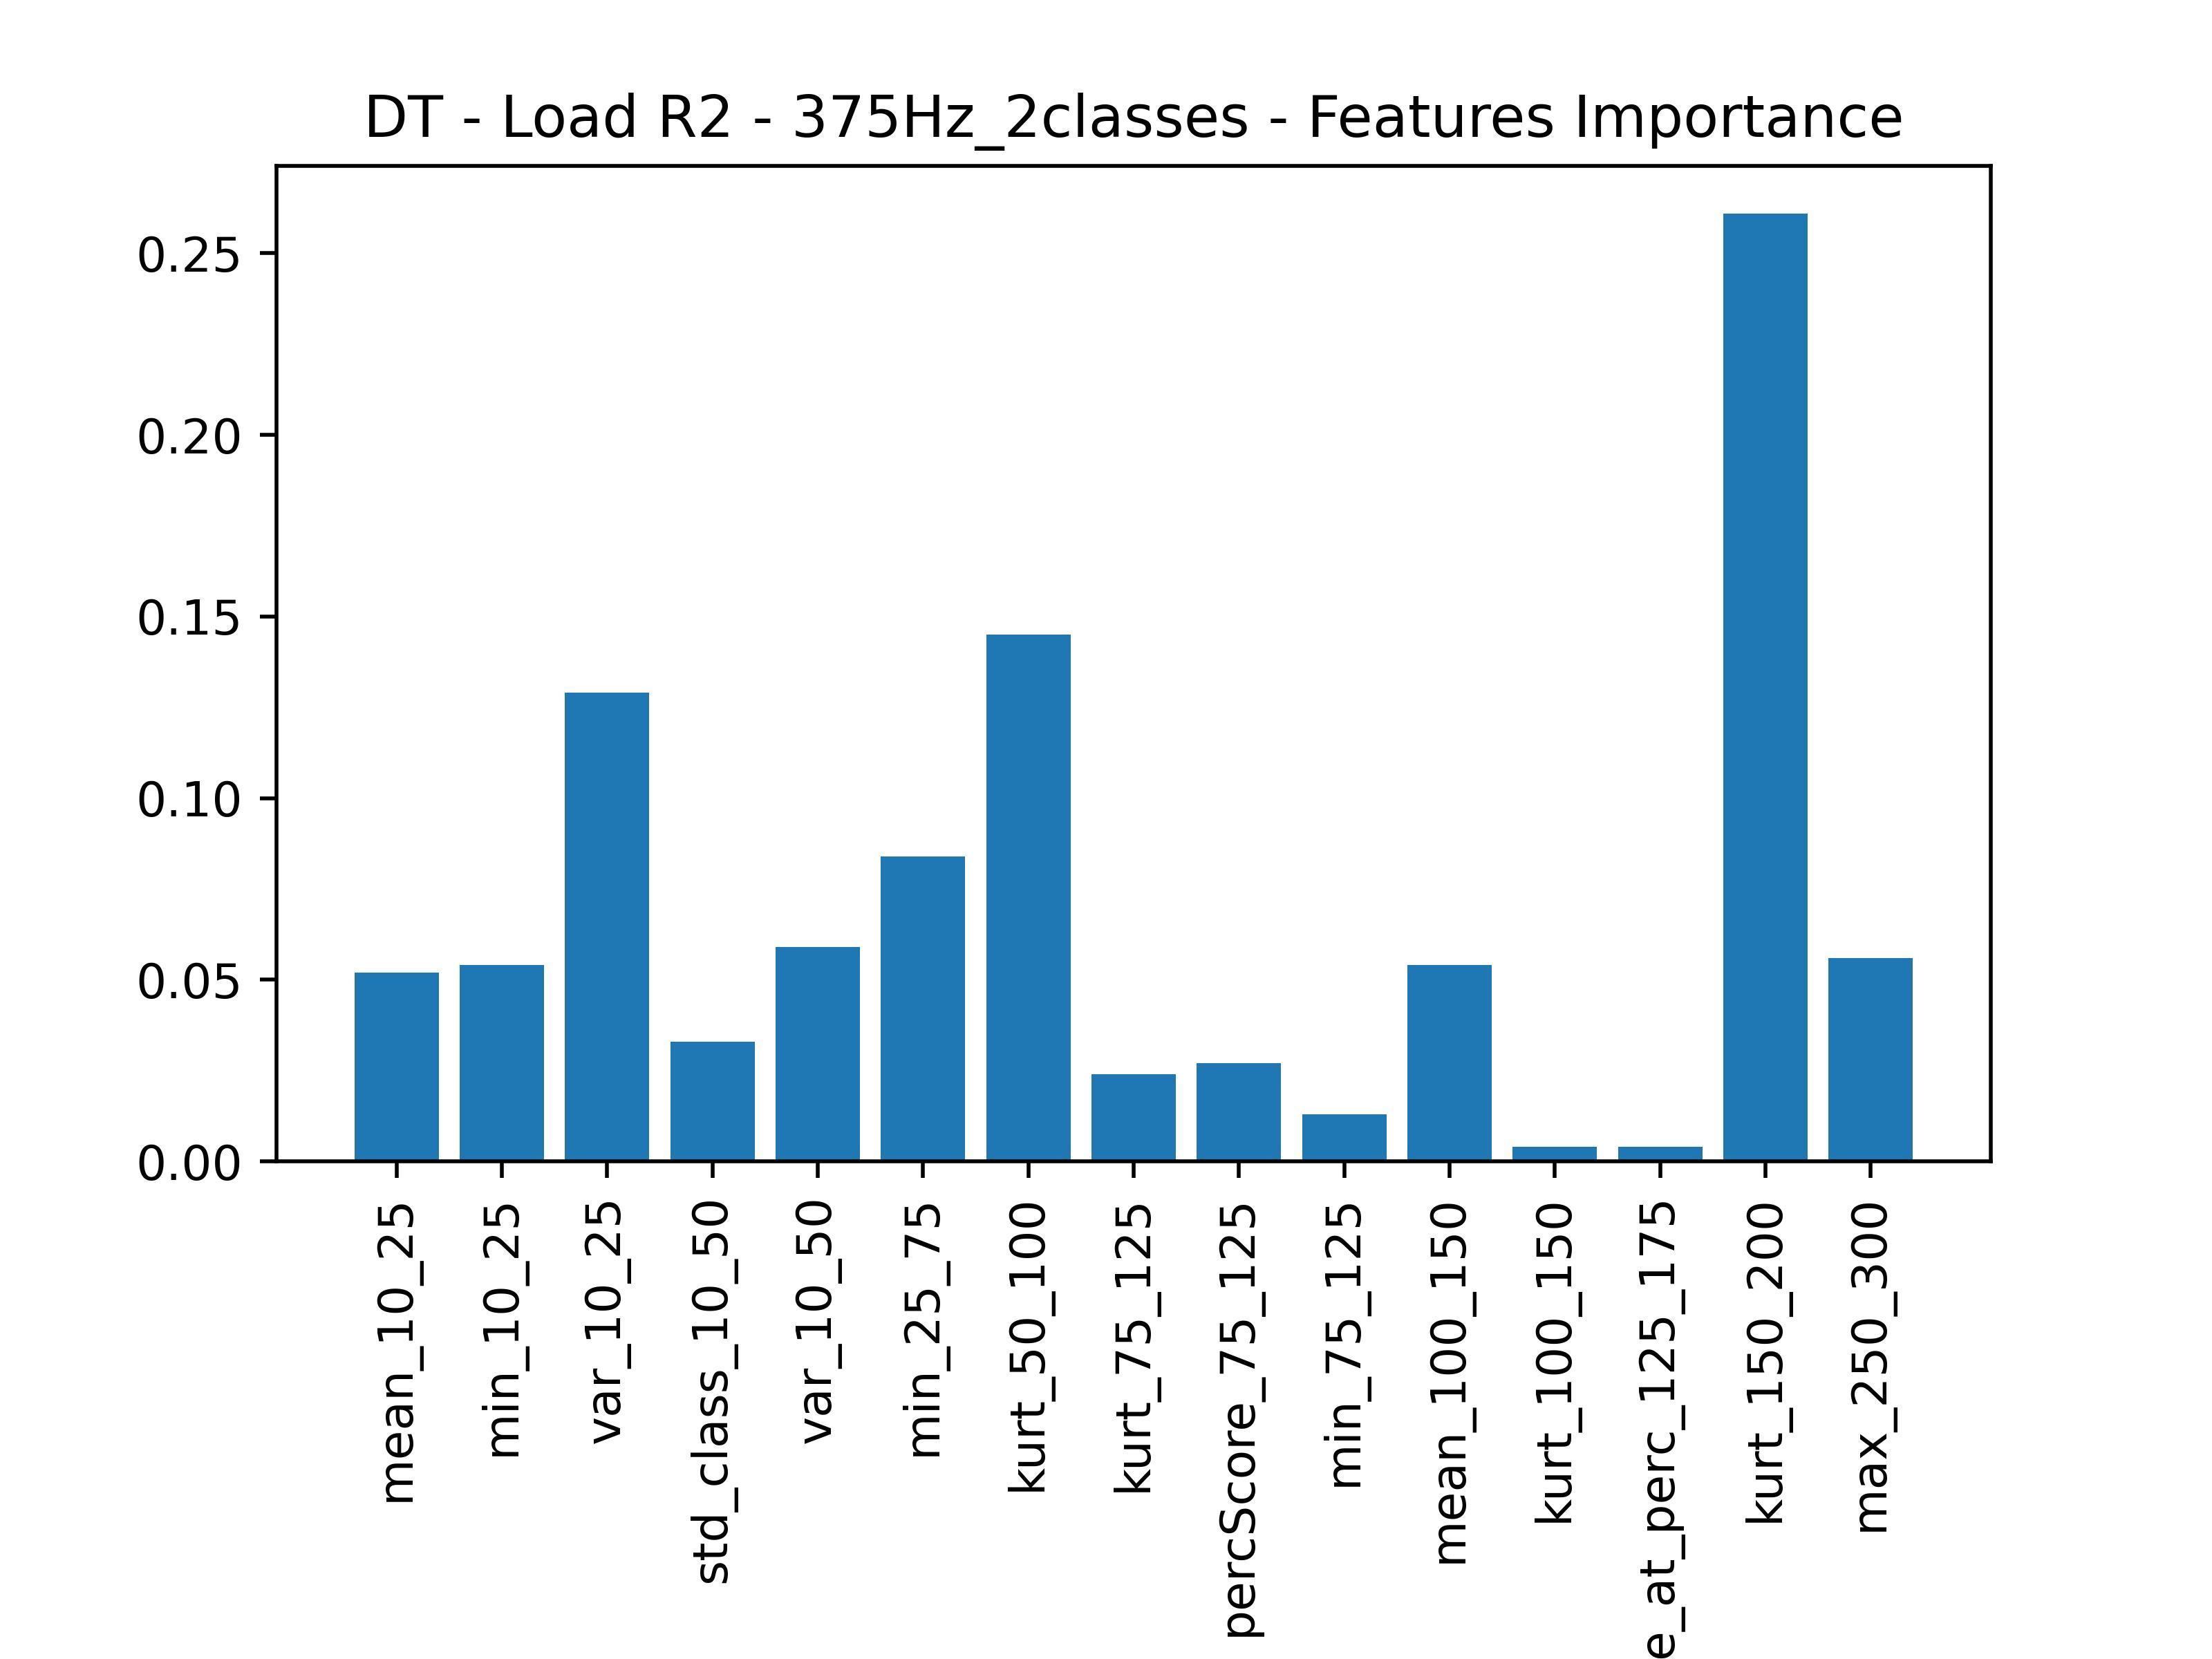 DT - Load R2 - 375Hz_2classes - Features Importance
0.25
0.20
0.15
0.10
0.05
0.00
mean_10_25
min_10_25
var_10_25
std_class_10_50
var_10_50
min_25_75
kurt_50_100
kurt_75_125
percScore_75_125
min_75_125
mean_100_150
kurt_100_150
e_at_perc_125_175
kurt_150_200
max_250_300